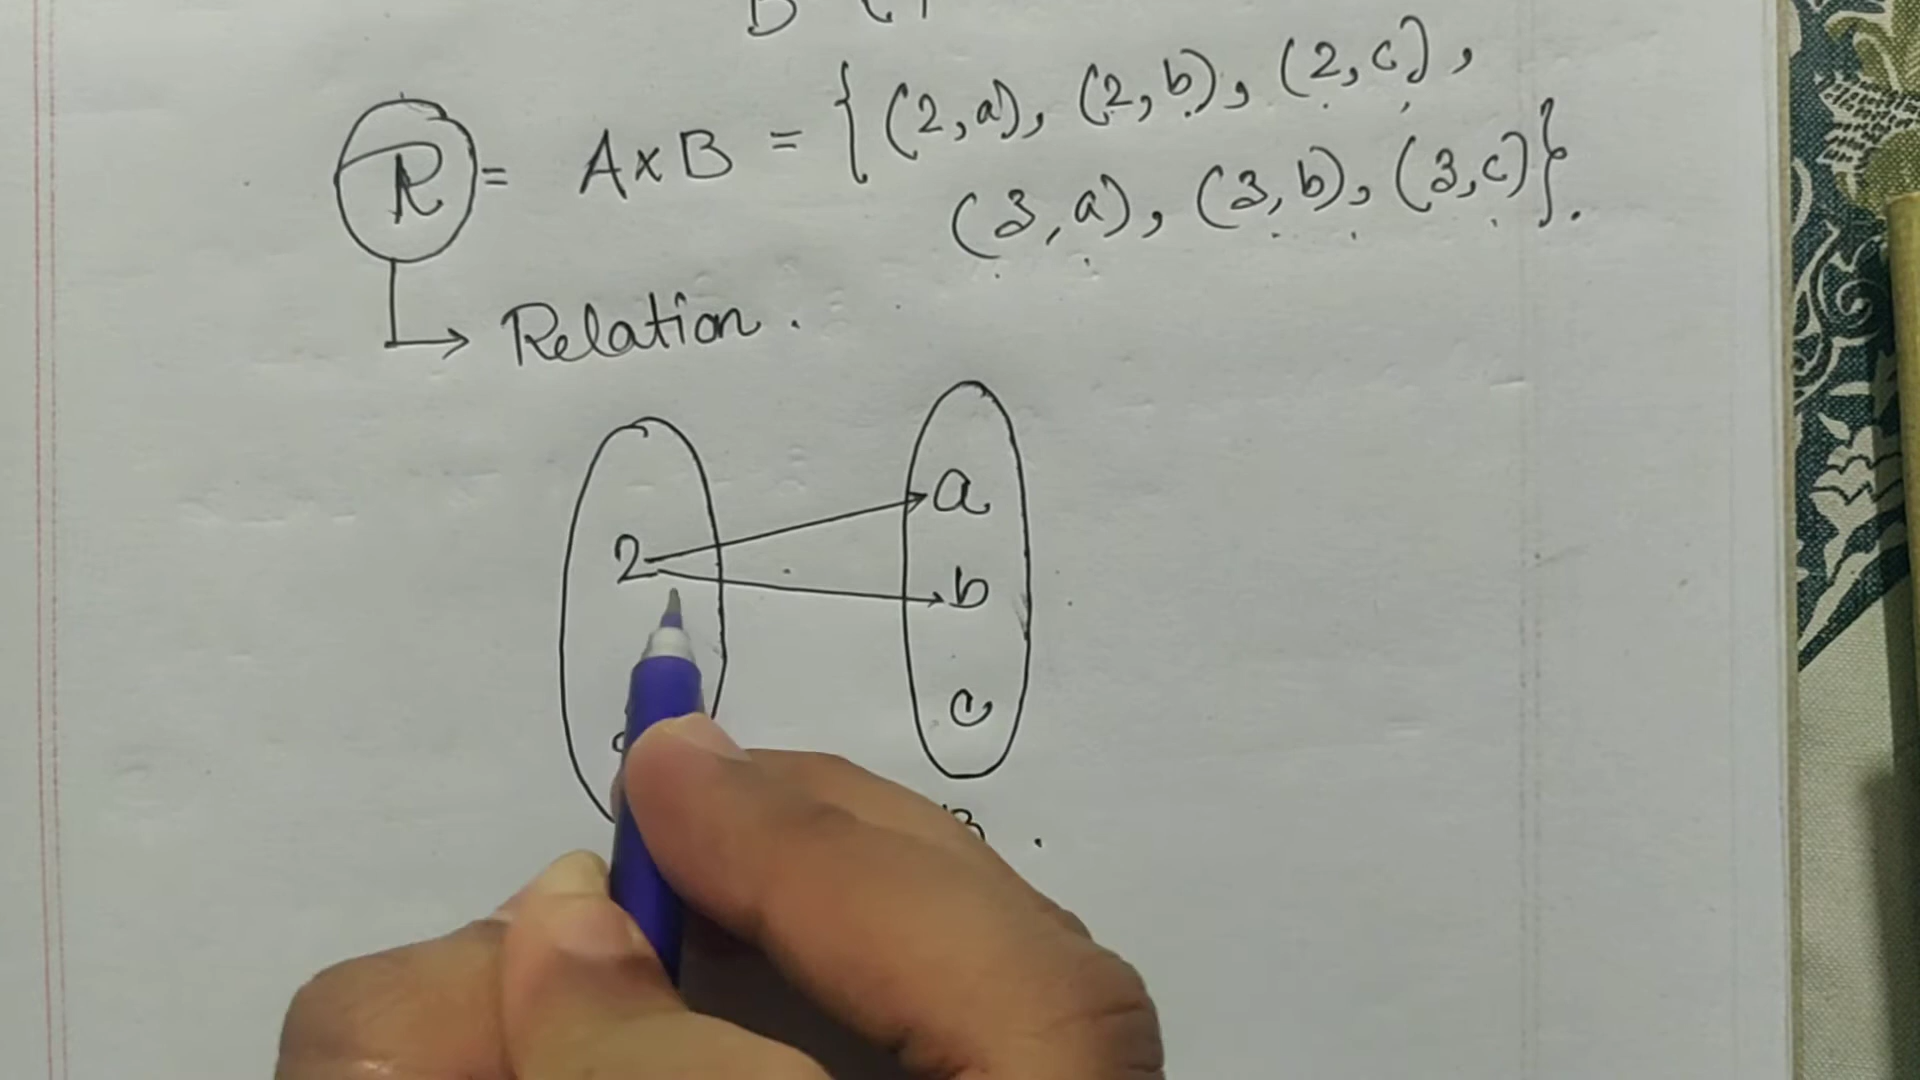 R = A×B = {(2,a), (2,b), (2,c),
(3,a), (3,b), (3,c)}.
Relation.
a
2
b
c
B.